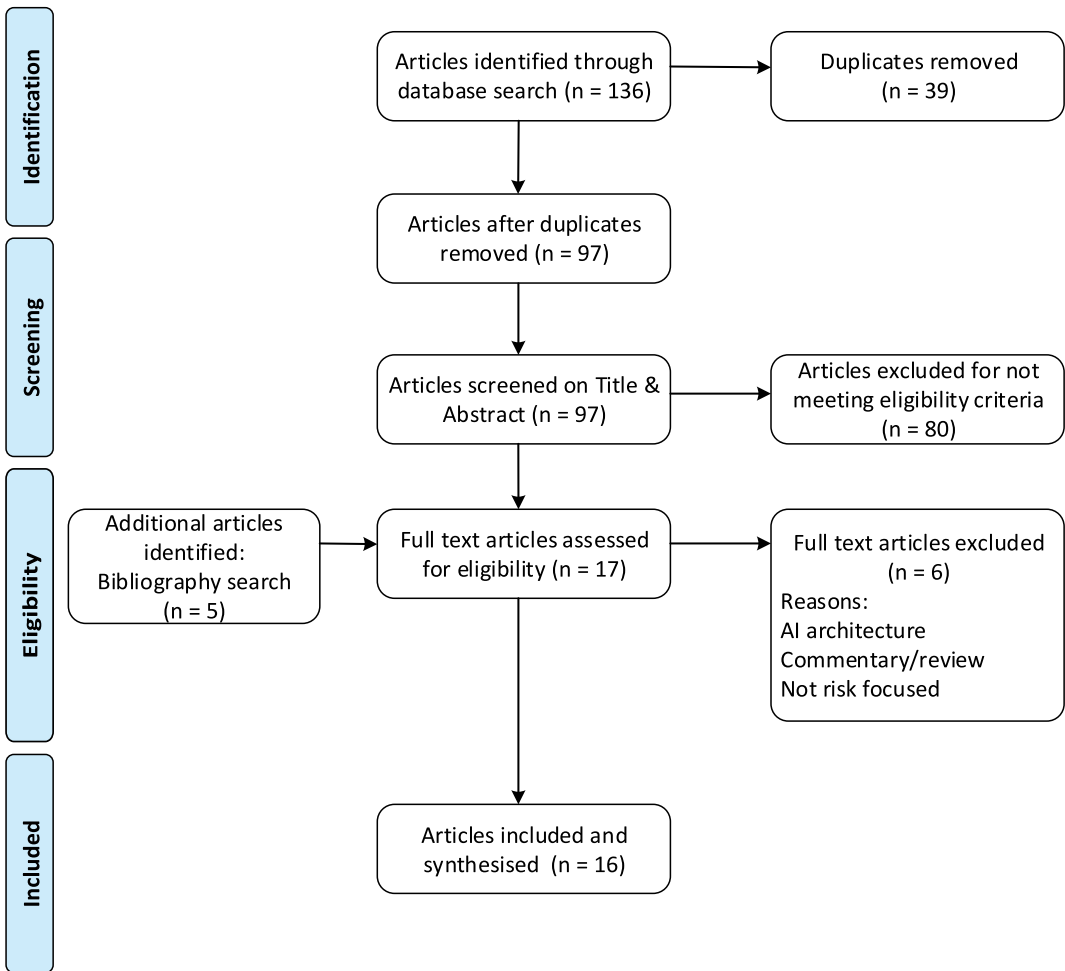 Identification
Articles identified through
database search (n = 136)
Duplicates removed
(n = 39)
Articles after duplicates
removed (n = 97)
Screening
Articles screened on Title &
Abstract (n = 97)
Articles excluded for not
meeting eligibility criteria
(n = 80)
Eligibility
Additional articles
identified:
Bibliography search
(n = 5)
Full text articles assessed
for eligibility (n = 17)
Full text articles excluded
(n = 6)
Reasons:
AI architecture
Commentary/review
Not risk focused
Included
Articles included and
synthesised (n = 16)